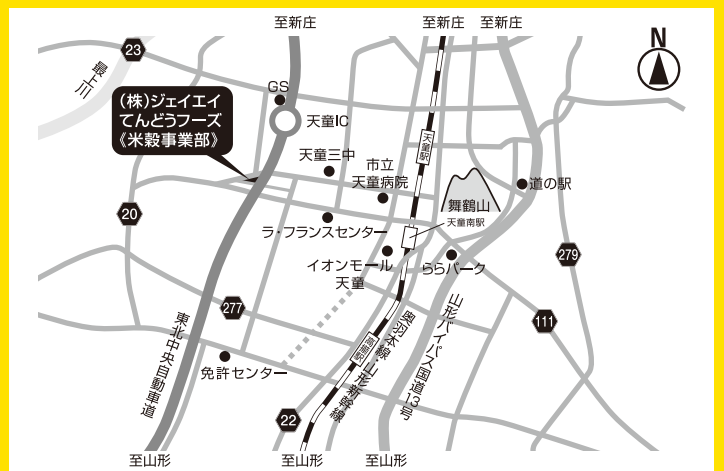 至新庄
至新庄
至新庄
N
23
最上川
GS
(株)ジェイエイ
てんどうフーズ
《米穀事業部》
天童IC
天童駅
天童三中
市立
天童病院
道の駅
舞鶴山
天童南駅
20
ラ・フランスセンター
イオンモール
天童
ららパーク
279
277
111
東北中央自動車道
免許センター
高擶駅
奥羽本線・山形新幹線
山形バイパス国道13号
22
至山形
至山形
至山形